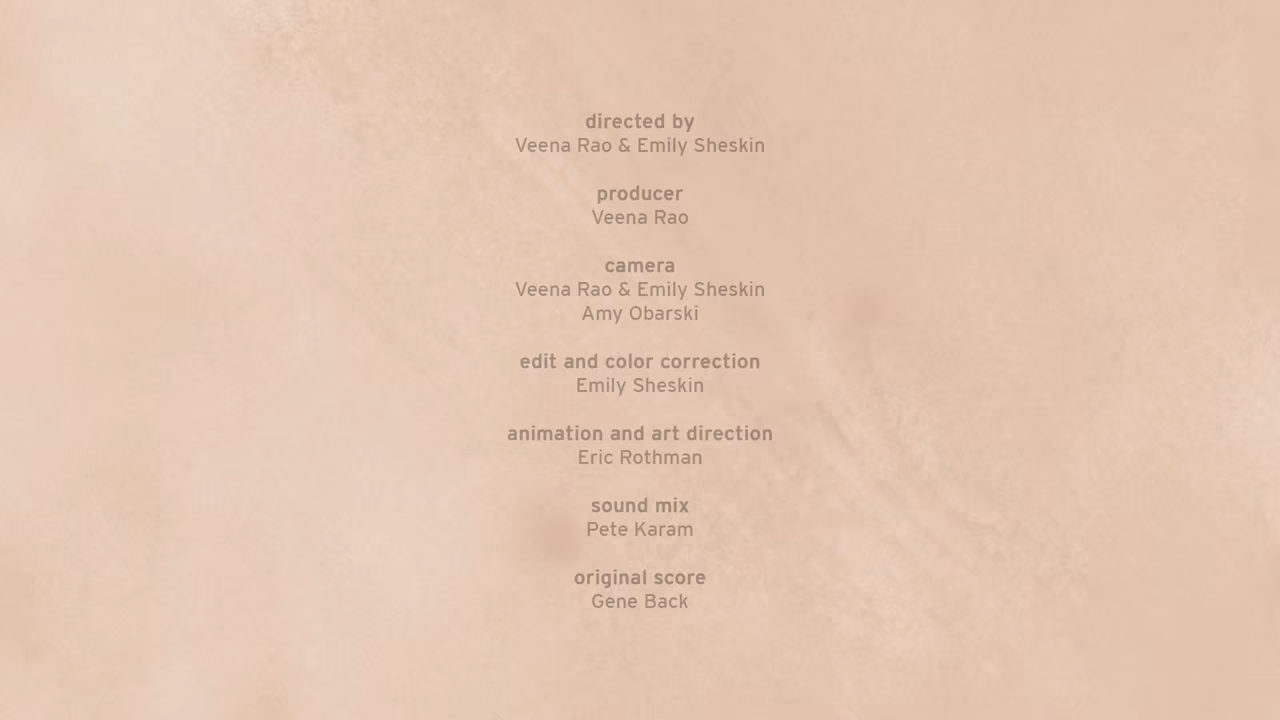 directed by
Veena Rao & Emily Sheskin
producer
Veena Rao
camera
Veena Rao & Emily Sheskin
Amy Obarski
edit and color correction
Emily Sheskin
animation and art direction
Eric Rothman
sound mix
Pete Karam
original score
Gene Back